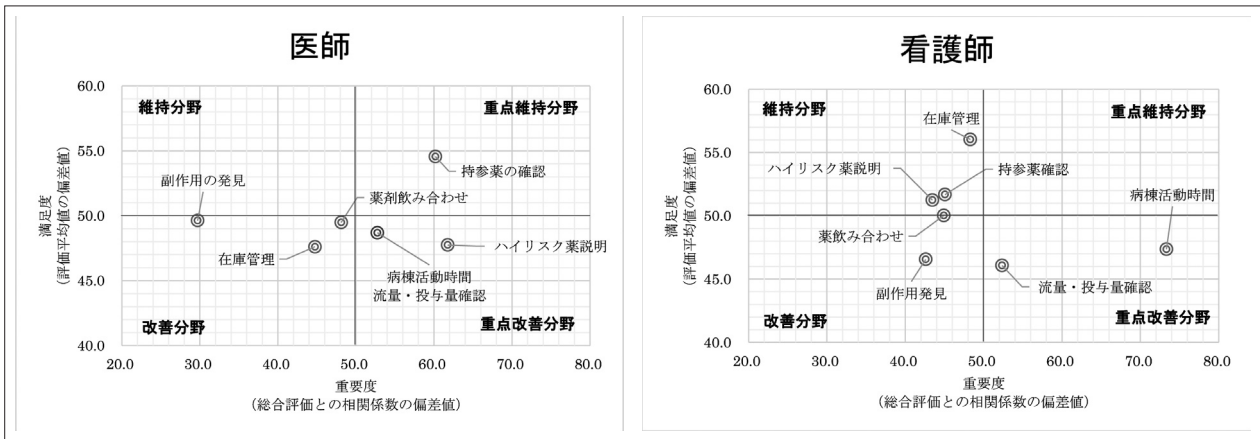 医師
60.0
維持分野
重点維持分野
55.0
持参薬の確認
副作用の発見
薬剤飲み合わせ
50.0
在庫管理
ハイリスク薬説明
病棟活動時間
流量・投与量確認
45.0
改善分野
重点改善分野
40.0
20.0 30.0 40.0 50.0 60.0 70.0 80.0
満足度
(評価平均値の偏差値)
重要度
(総合評価との相関係数の偏差値)
看護師
60.0
維持分野
重点維持分野
在庫管理
55.0
ハイリスク薬説明
持参薬確認
病棟活動時間
50.0
薬飲み合わせ
副作用発見
流量・投与量確認
45.0
改善分野
重点改善分野
40.0
20.0 30.0 40.0 50.0 60.0 70.0 80.0
満足度
(評価平均値の偏差値)
重要度
(総合評価との相関係数の偏差値)